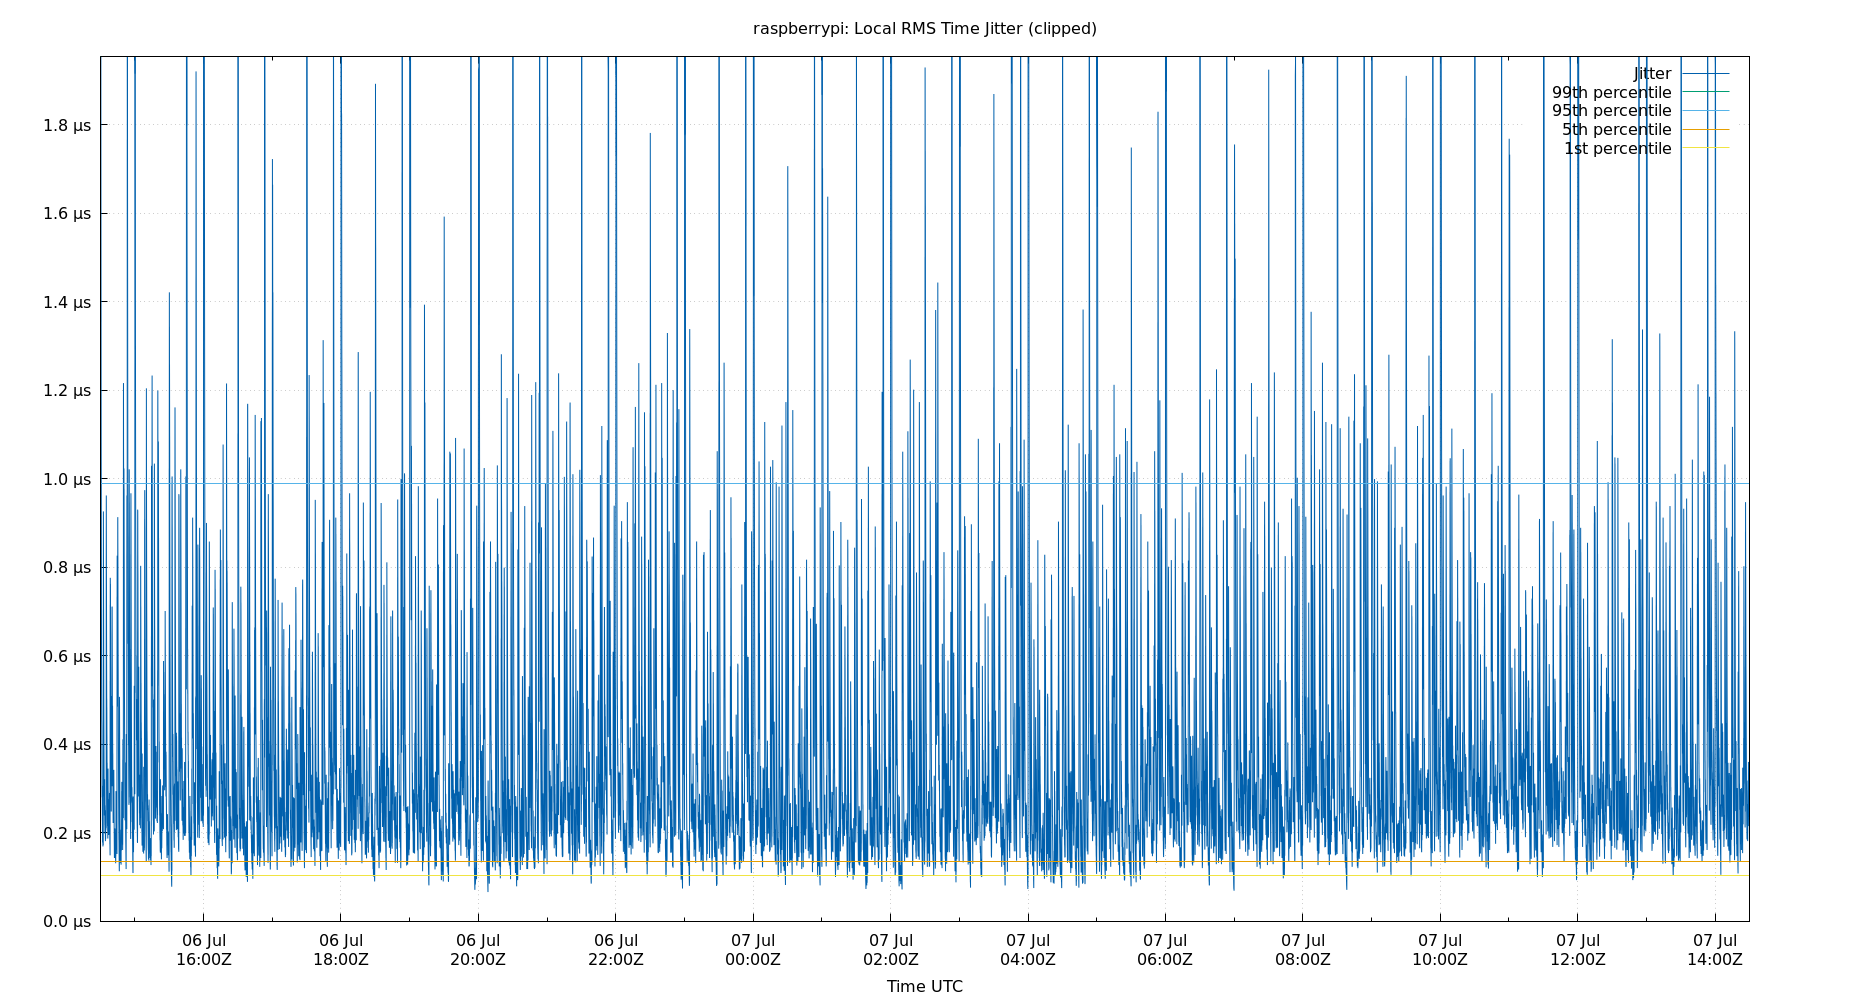 raspberrypi: Local RMS Time Jitter (clipped)
Jitter
99th percentile
95th percentile
5th percentile
1st percentile
1.8 µs
1.6 µs
1.4 µs
1.2 µs
1.0 µs
0.8 µs
0.6 µs
0.4 µs
0.2 µs
0.0 µs
06 Jul 06 Jul 06 Jul 06 Jul 07 Jul 07 Jul 07 Jul 07 Jul 07 Jul 07 Jul 07 Jul 07 Jul
16:00Z 18:00Z 20:00Z 22:00Z 00:00Z 02:00Z 04:00Z 06:00Z 08:00Z 10:00Z 12:00Z 14:00Z
Time UTC